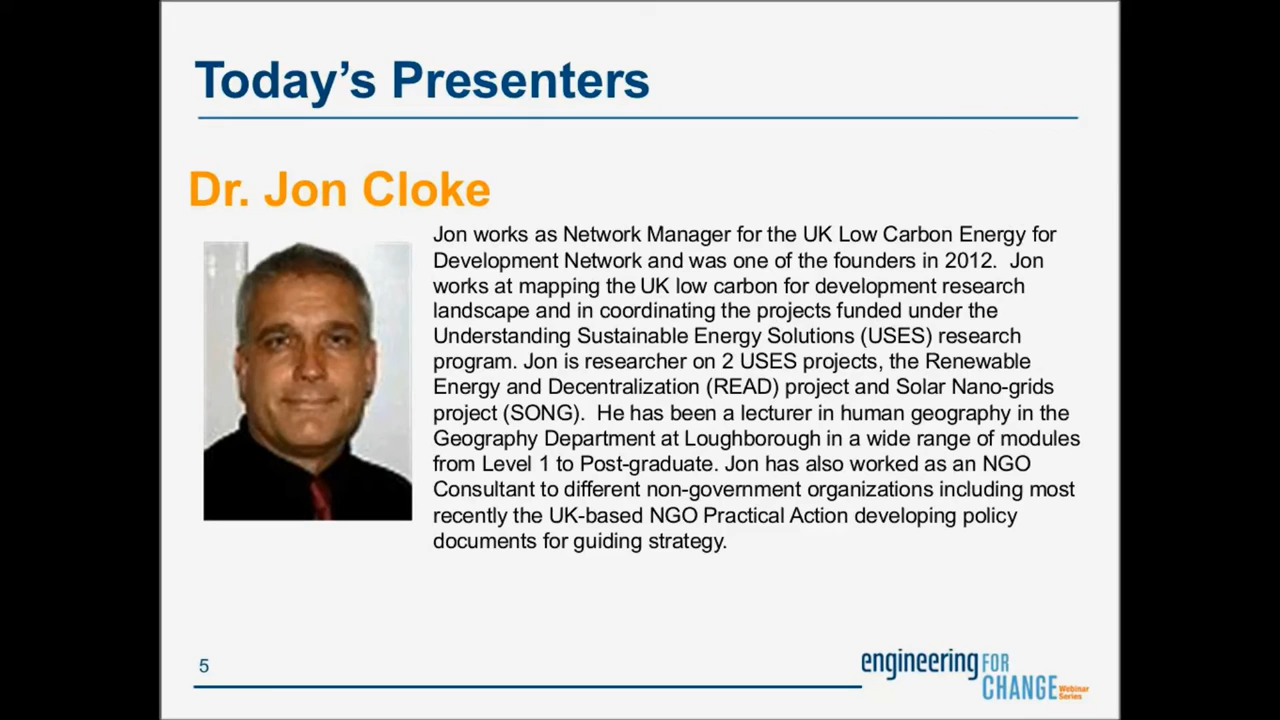 Today's Presenters
Dr. Jon Cloke
Jon works as Network Manager for the UK Low Carbon Energy for
Development Network and was one of the founders in 2012.  Jon
works at mapping the UK low carbon for development research
landscape and in coordinating the projects funded under the
Understanding Sustainable Energy Solutions (USES) research
program. Jon is researcher on 2 USES projects, the Renewable
Energy and Decentralization (READ) project and Solar Nano-grids
project (SONG).  He has been a lecturer in human geography in the
Geography Department at Loughborough in a wide range of modules
from Level 1 to Post-graduate. Jon has also worked as an NGO
Consultant to different non-government organizations including most
recently the UK-based NGO Practical Action developing policy
documents for guiding strategy.
5
engineering FOR
CHANGE Webinar
Series